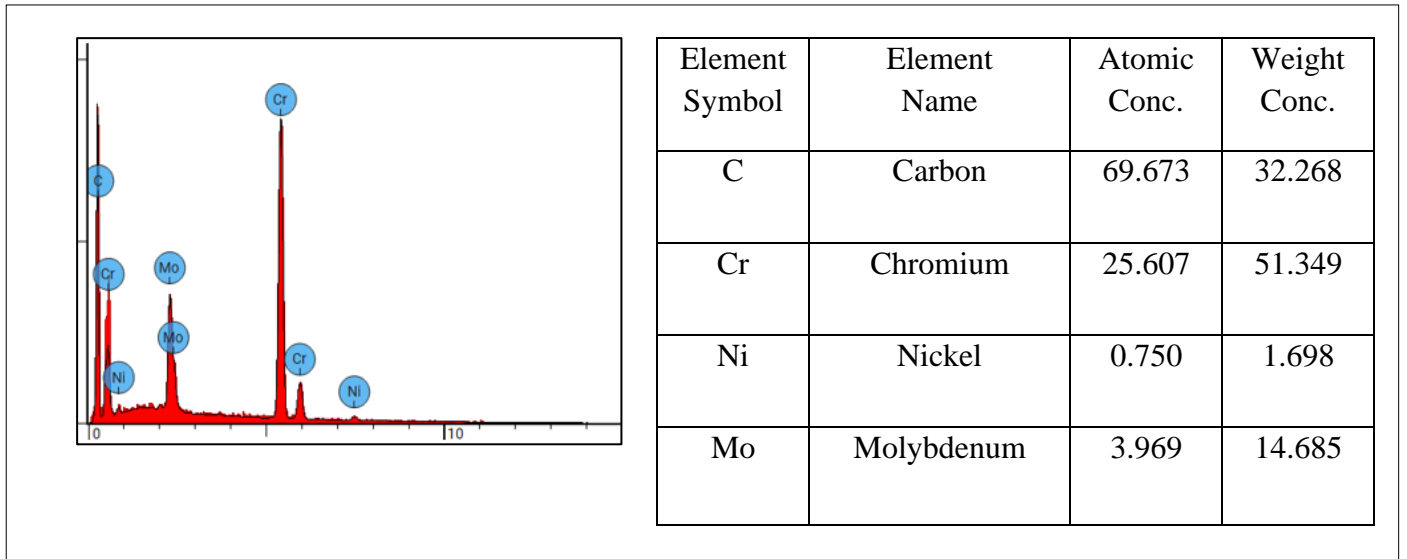 Cr
C
Cr
Mo
Mo
Ni
Cr
Ni
0
10
Element Symbol Element Name Atomic Conc. Weight Conc.
C Carbon 69.673 32.268
Cr Chromium 25.607 51.349
Ni Nickel 0.750 1.698
Mo Molybdenum 3.969 14.685